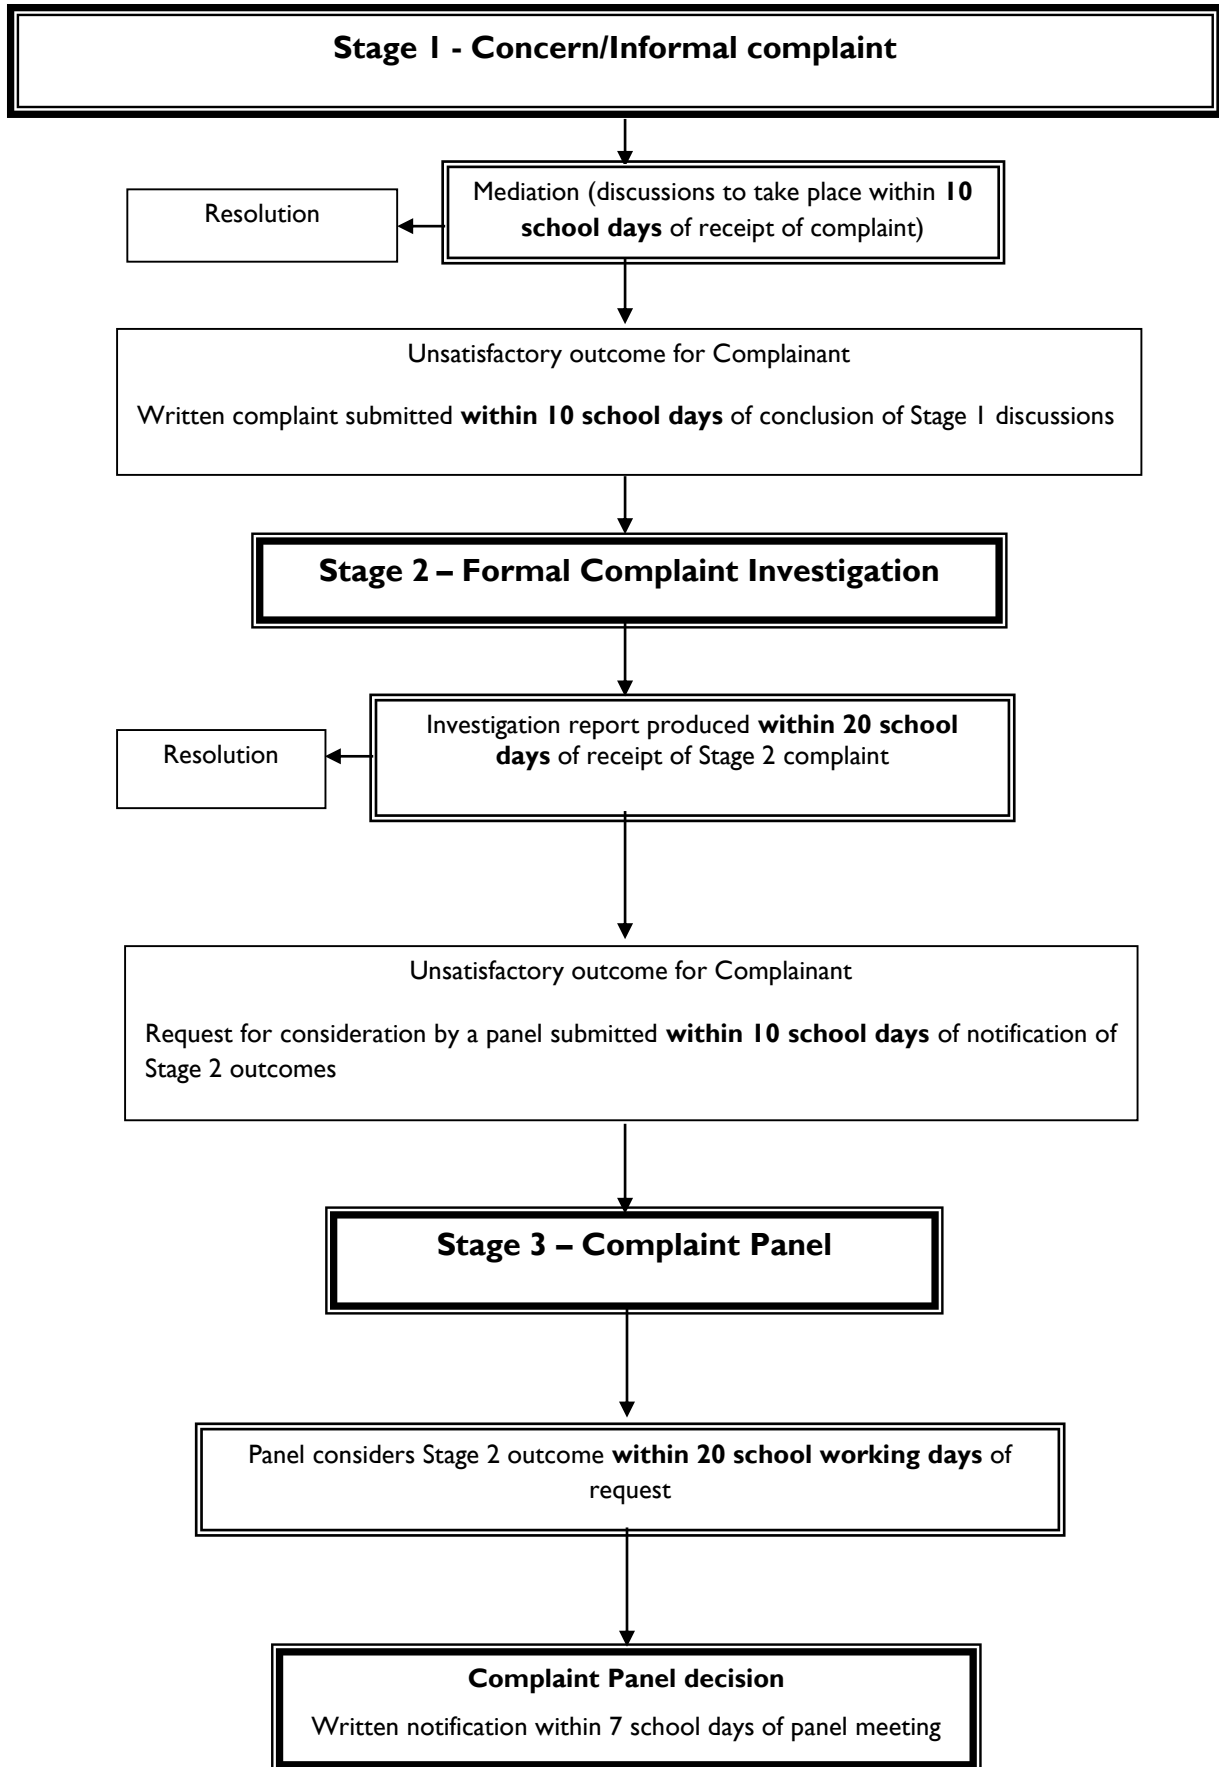 Stage 1 - Concern/Informal complaint
Mediation (discussions to take place within 10
school days of receipt of complaint)
Resolution
Unsatisfactory outcome for Complainant
Written complaint submitted within 10 school days of conclusion of Stage 1 discussions
Stage 2 – Formal Complaint Investigation
Investigation report produced within 20 school
days of receipt of Stage 2 complaint
Resolution
Unsatisfactory outcome for Complainant
Request for consideration by a panel submitted within 10 school days of notification of
Stage 2 outcomes
Stage 3 – Complaint Panel
Panel considers Stage 2 outcome within 20 school working days of
request
Complaint Panel decision
Written notification within 7 school days of panel meeting